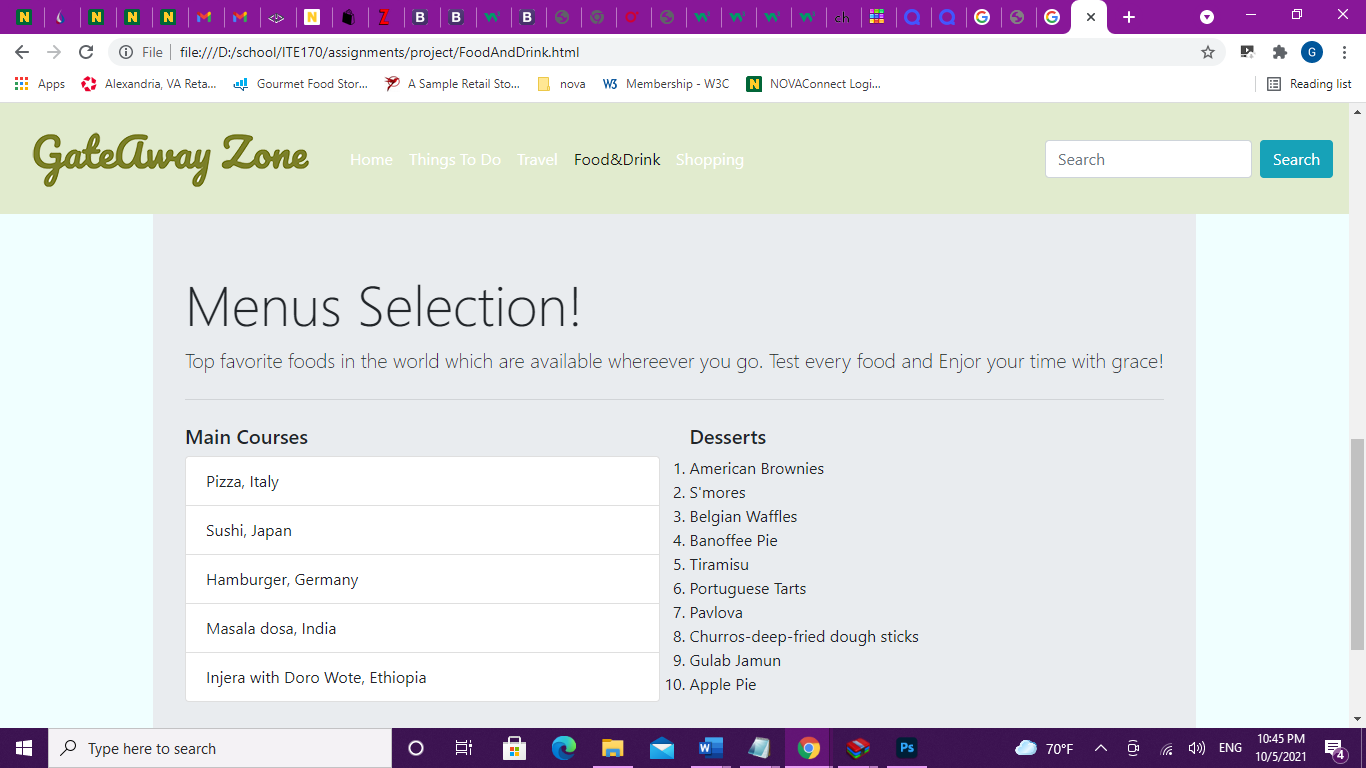 File file:///D:/school/ITE170/assignments/project/FoodAndDrink.html
G
Apps Alexandria, VA Reta... Gourmet Food Stor... A Sample Retail Sto... nova Membership - W3C NOVAConnect Logi... Reading list
GateAway Zone Home Things To Do Travel Food&Drink Shopping Search Search
Menus Selection!
Top favorite foods in the world which are available whereever you go. Test every food and Enjor your time with grace!
Main Courses
Pizza, Italy
Sushi, Japan
Hamburger, Germany
Masala dosa, India
Injera with Doro Wote, Ethiopia
Desserts
1. American Brownies
2. S'mores
3. Belgian Waffles
4. Banoffee Pie
5. Tiramisu
6. Portuguese Tarts
7. Pavlova
8. Churros-deep-fried dough sticks
9. Gulab Jamun
10. Apple Pie
Type here to search 70°F ENG 10:45 PM
10/5/2021
4